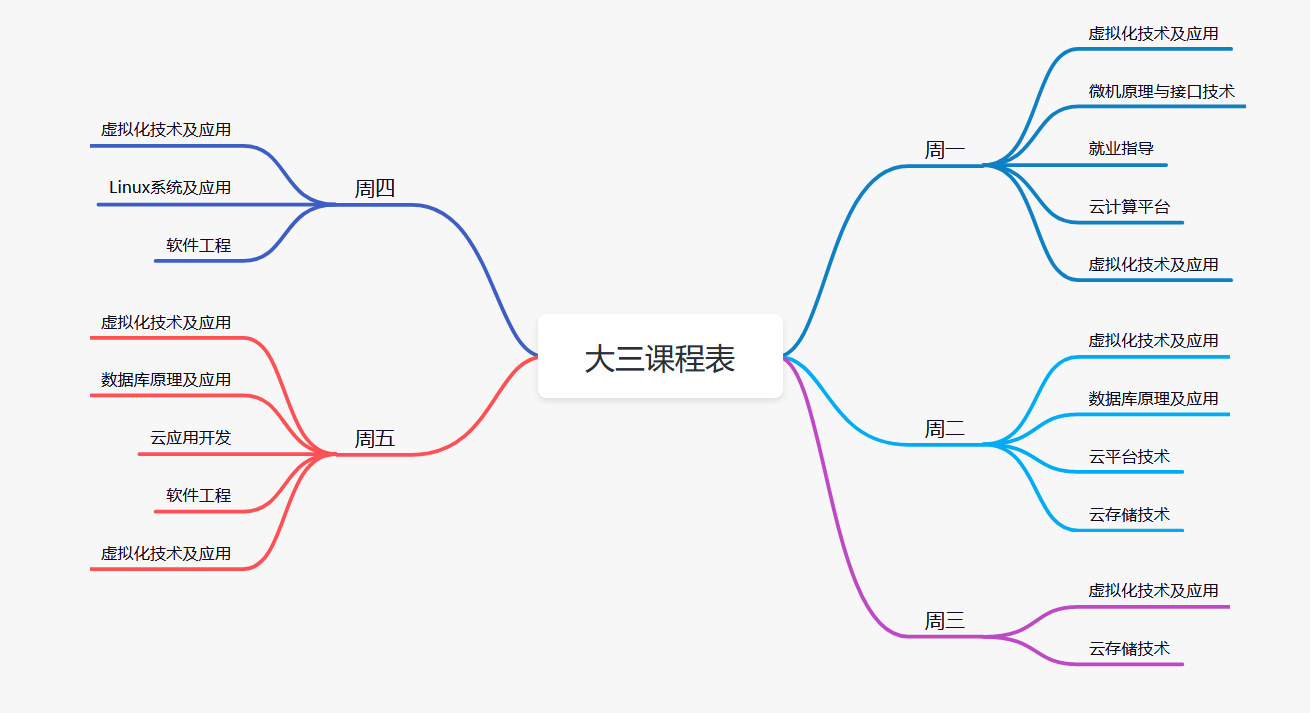 大三课程表
周一
虚拟化技术及应用
微机原理与接口技术
就业指导
云计算平台
虚拟化技术及应用
周二
虚拟化技术及应用
数据库原理及应用
云平台技术
云存储技术
周三
虚拟化技术及应用
云存储技术
周四
虚拟化技术及应用
Linux系统及应用
软件工程
周五
虚拟化技术及应用
数据库原理及应用
云应用开发
软件工程
虚拟化技术及应用